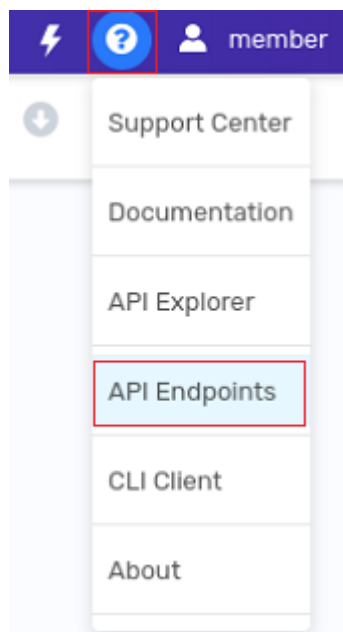 member
Support Center
Documentation
API Explorer
API Endpoints
CLI Client
About